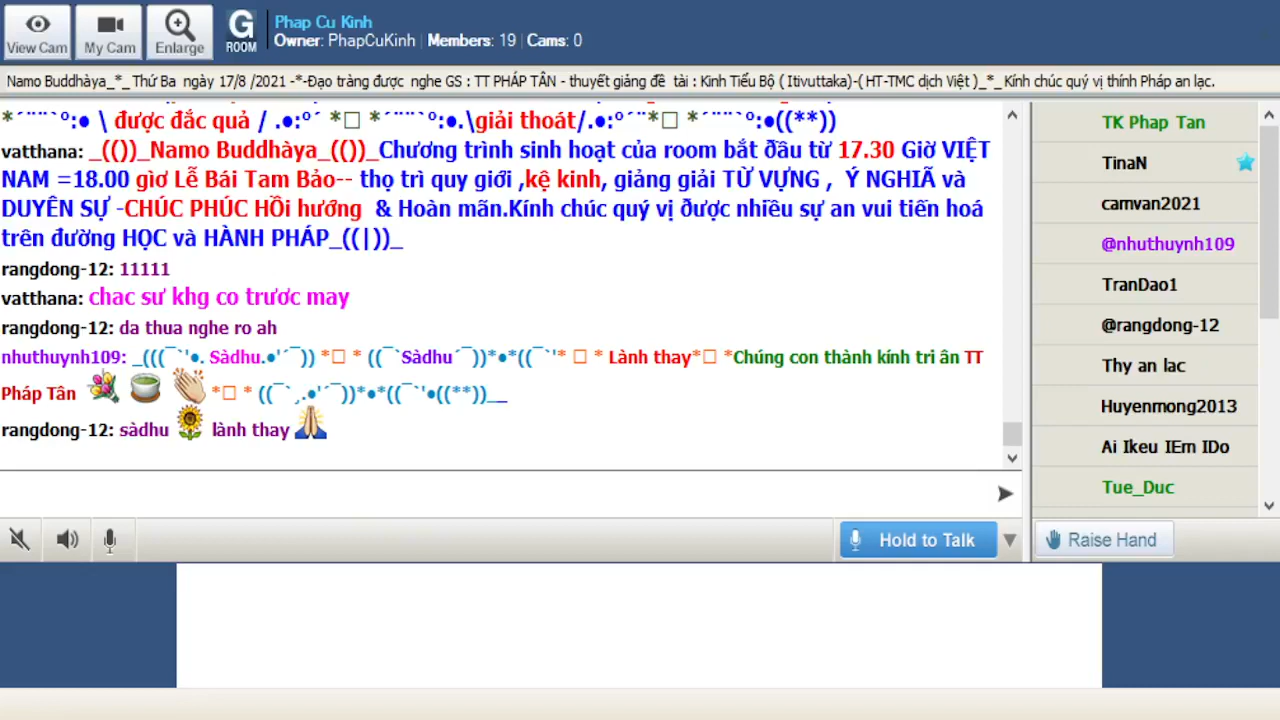 View Cam
My Cam
Enlarge
G
ROOM
Phap Cu Kinh
Owner: PhapCuKinh | Members: 19 | Cams: 0
Namo Buddhàya_*_Thứ Ba ngày 17/8 /2021 -*-Đạo tràng được nghe GS : TT PHÁP TÂN - thuyết giảng đề tài : Kinh Tiểu Bộ ( Itivuttaka)-( HT-TMC dịch Việt )_*_Kính chúc quý vị thính Pháp an lạc.
*´¨¨`º:● \ được đắc quả / .●:º´ *□ *´¨¨`º:●.\giải thoát/.●:º´¨*□ *´¨¨`º:●((**))
vatthana: _(())_Namo Buddhàya_(())_Chương trình sinh hoạt của room bắt đầu từ 17.30 Giờ VIỆT
NAM =18.00 giờ Lễ Bái Tam Bảo-- thọ trì quy giới ,kệ kinh, giảng giải TỪ VỰNG , Ý NGHIÃ và
DUYÊN SỰ -CHÚC PHÚC HỒi hướng & Hoàn mãn.Kính chúc quý vị được nhiều sự an vui tiến hoá
trên đường HỌC và HÀNH PHÁP_((|))_
rangdong-12: 11111
vatthana: chac sư khg co trươc may
rangdong-12: da thua nghe ro ah
nhuthuynh109: _(((¯`'●. Sàdhu.●'´¯)) *□ * ((¯`Sàdhu´¯))*●*((¯`'* □ * Lành thay*□ *Chúng con thành kính tri ân TT
Pháp Tân *□ * ((¯`¸.●'´¯))*●*((¯`'●((**))__
rangdong-12: sàdhu lành thay
TK Phap Tan
TinaN
camvan2021
@nhuthuynh109
TranDao1
@rangdong-12
Thy an lac
Huyenmong2013
Ai Ikeu IEm IDo
Tue_Duc
Hold to Talk
Raise Hand